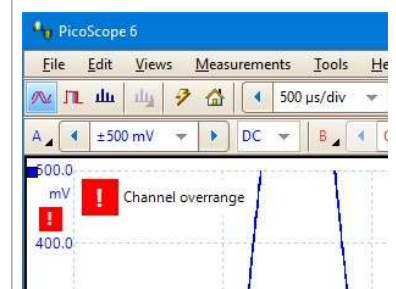 PicoScope 6
File Edit Views Measurements Tools He
500 µs/div
A ±500 mV DC B
500.0
mV ! Channel overrange
!
400.0